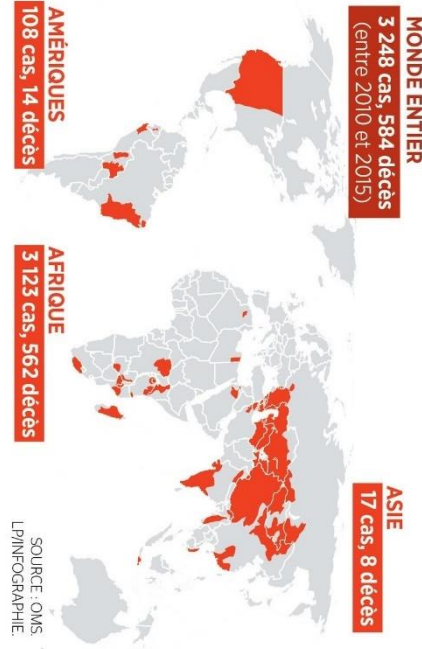 MONDE ENTIER
3 248 cas, 584 décès
(entre 2010 et 2015)
ASIE
17 cas, 8 décès
AMÉRIQUES
108 cas, 14 décès
AFRIQUE
3 123 cas, 562 décès
SOURCE : OMS.
LP/INFOGRAPHIE.